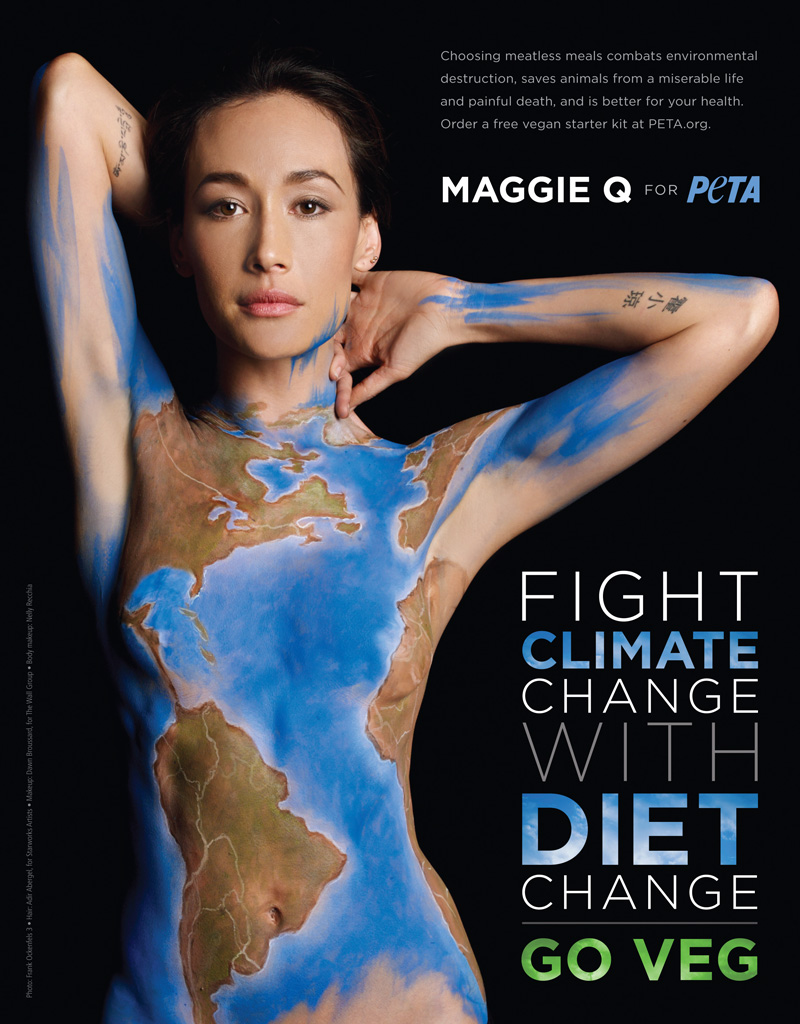 Choosing meatless meals combats environmental
destruction, saves animals from a miserable life
and painful death, and is better for your health.
Order a free vegan starter kit at PETA.org.
MAGGIE Q FOR PETA
FIGHT
CLIMATE
CHANGE
WITH
DIET
CHANGE
GO VEG
Photo: Frank Ockenfels 3 • Hair: Adir Abergel, for Starworks Artists • Makeup: Dawn Broussard, for The Wall Group • Body makeup: Nelly Recchia